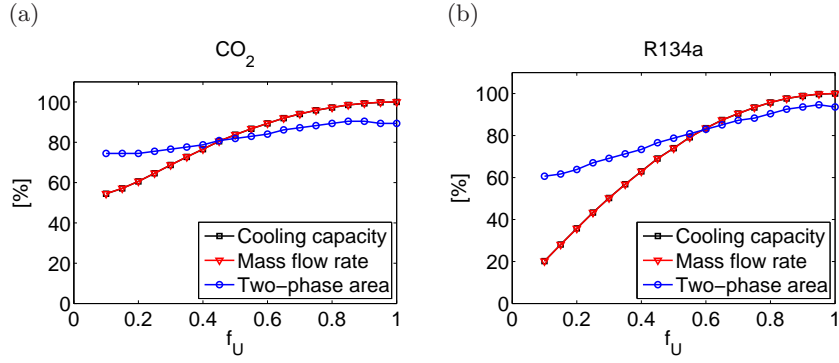 (a)
CO2
100
80
60
40
20
0
[%]
0
0.2
0.4
0.6
0.8
1
f_U
Cooling capacity
Mass flow rate
Two−phase area
(b)
R134a
100
80
60
40
20
0
[%]
0
0.2
0.4
0.6
0.8
1
f_U
Cooling capacity
Mass flow rate
Two−phase area